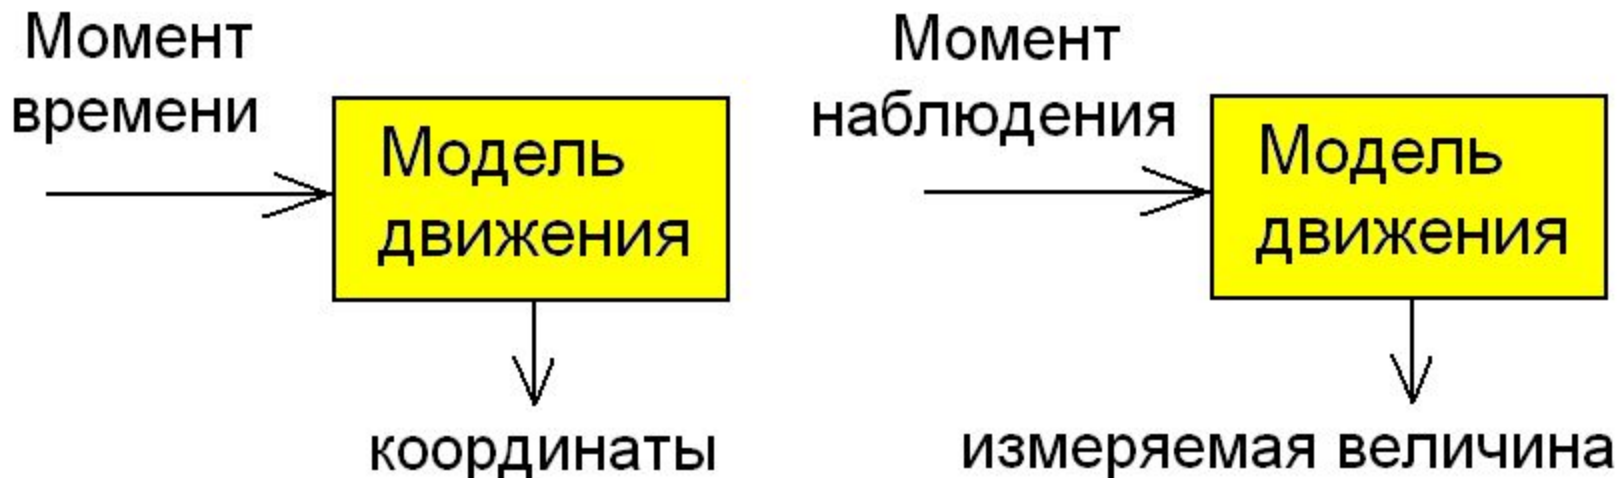 Момент
времени
Модель
движения
координаты
Момент
наблюдения
Модель
движения
измеряемая величина